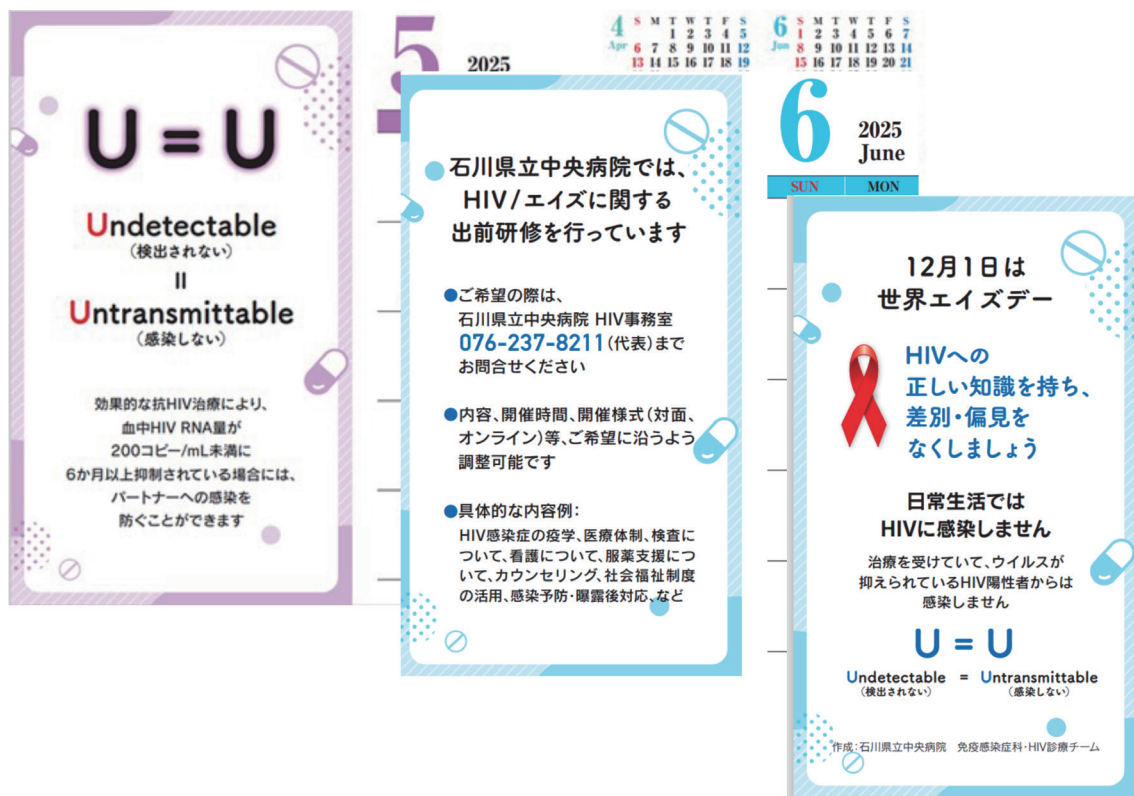 U = U
Undetectable
(検出されない)
=
Untransmittable
(感染しない)
効果的な抗HIV治療により、
血中HIV RNA量が
200コピー/mL未満に
6か月以上抑制されている場合には、
パートナーへの感染を
防ぐことができます
5
2025
4
Apr
S M T W T F S
1 2 3 4 5
6 7 8 9 10 11 12
13 14 15 16 17 18 19
6
Jun
S M T W T F S
1 2 3 4 5 6 7
8 9 10 11 12 13 14
15 16 17 18 19 20 21
石川県立中央病院では、
HIV/エイズに関する
出前研修を行っています
●ご希望の際は、
石川県立中央病院 HIV事務室
076-237-8211(代表)まで
お問合せください
●内容、開催時間、開催様式(対面、
オンライン)等、ご希望に沿うよう
調整可能です
●具体的な内容例:
HIV感染症の疫学、医療体制、検査に
ついて、看護について、服薬支援につ
いて、カウンセリング、社会福祉制度
の活用、感染予防・曝露後対応、など
6
2025
June
SUN MON
12月1日は
世界エイズデー
HIVへの
正しい知識を持ち、
差別・偏見を
なくしましょう
日常生活では
HIVに感染しません
治療を受けていて、ウイルスが
抑えられているHIV陽性者からは
感染しません
U = U
Undetectable = Untransmittable
(検出されない) (感染しない)
作成:石川県立中央病院 免疫感染症科・HIV診療チーム